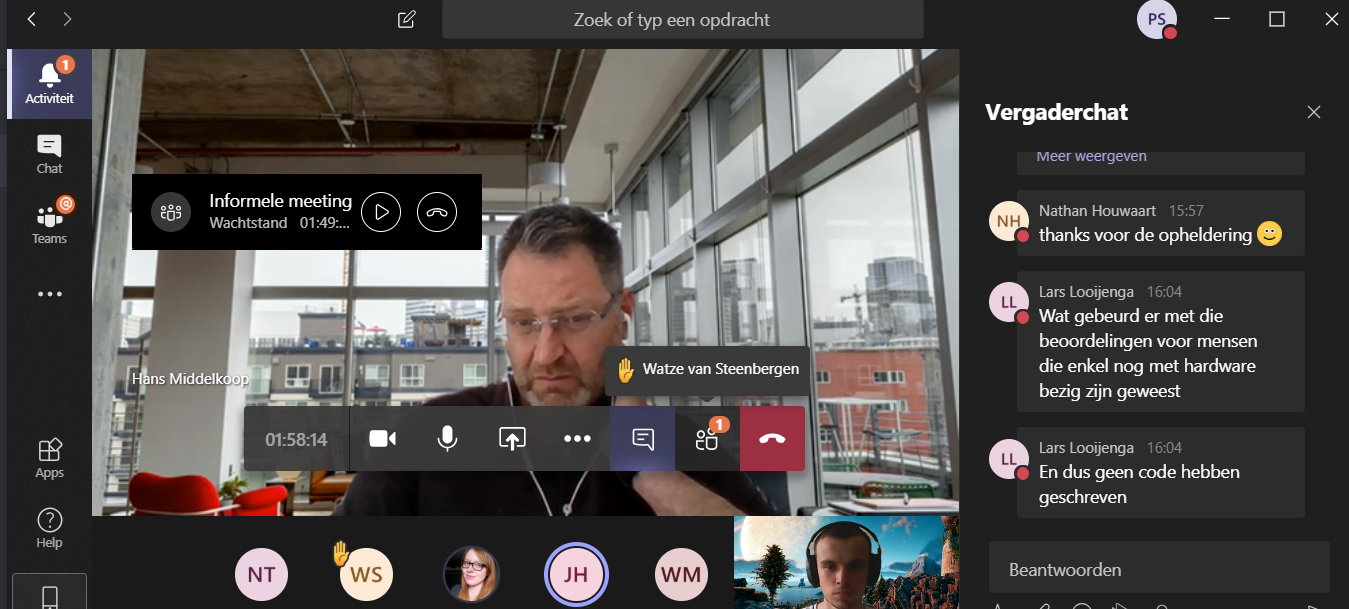 Zoek of typ een opdracht
PS
1
Activiteit
Chat
@
Teams
Apps
Help
Informele meeting
Wachtstand 01:49:...
Hans Middelkoop
Watze van Steenbergen
01:58:14
1
NT
WS
JH
WM
Vergaderchat
Meer weergeven
NH
Nathan Houwaart 15:57
thanks voor de opheldering
LL
Lars Looijenga 16:04
Wat gebeurd er met die
beoordelingen voor mensen
die enkel nog met hardware
bezig zijn geweest
LL
Lars Looijenga 16:04
En dus geen code hebben
geschreven
Beantwoorden